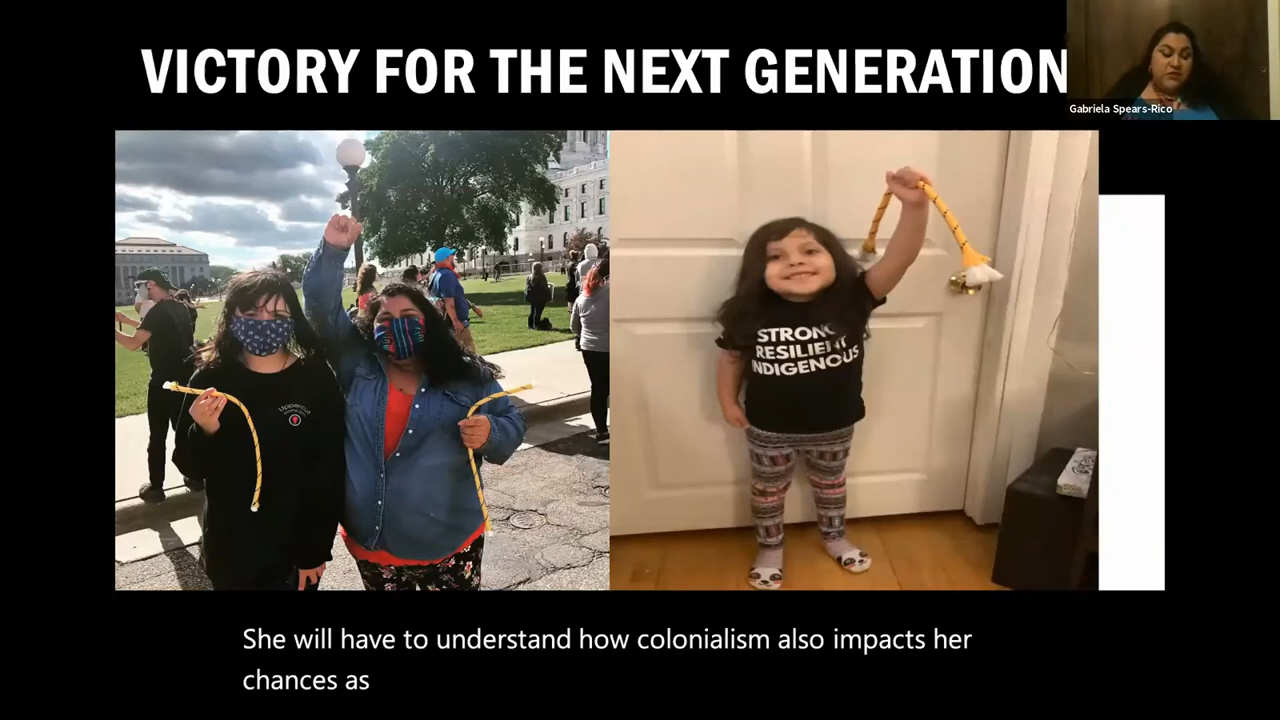 VICTORY FOR THE NEXT GENERATION
Gabriela Spears-Rico
Uppercut
STRONG
RESILIENT
INDIGENOUS
She will have to understand how colonialism also impacts her
chances as